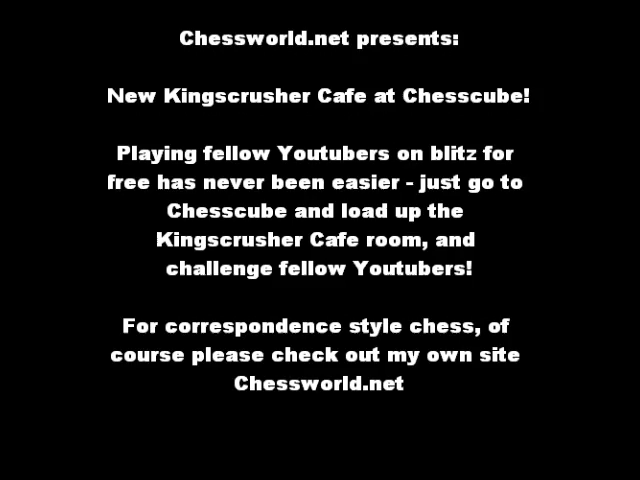 Chessworld.net presents:
New Kingscrusher Cafe at Chesscube!
Playing fellow Youtubers on blitz for
free has never been easier - just go to
Chesscube and load up the
Kingscrusher Cafe room, and
challenge fellow Youtubers!
For correspondence style chess, of
course please check out my own site
Chessworld.net